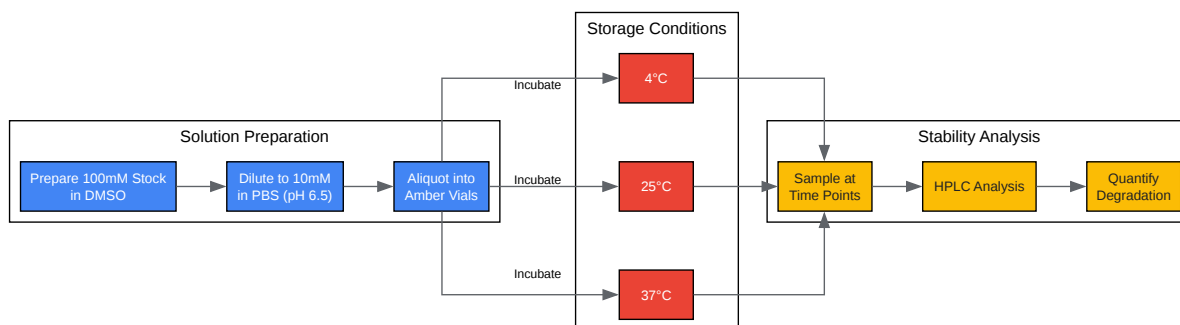 Storage Conditions
4°C
Incubate
Solution Preparation
Prepare 100mM Stock
in DMSO
Dilute to 10mM
in PBS (pH 6.5)
Aliquot into
Amber Vials
Incubate
25°C
Stability Analysis
Sample at
Time Points
HPLC Analysis
Quantify
Degradation
Incubate
37°C